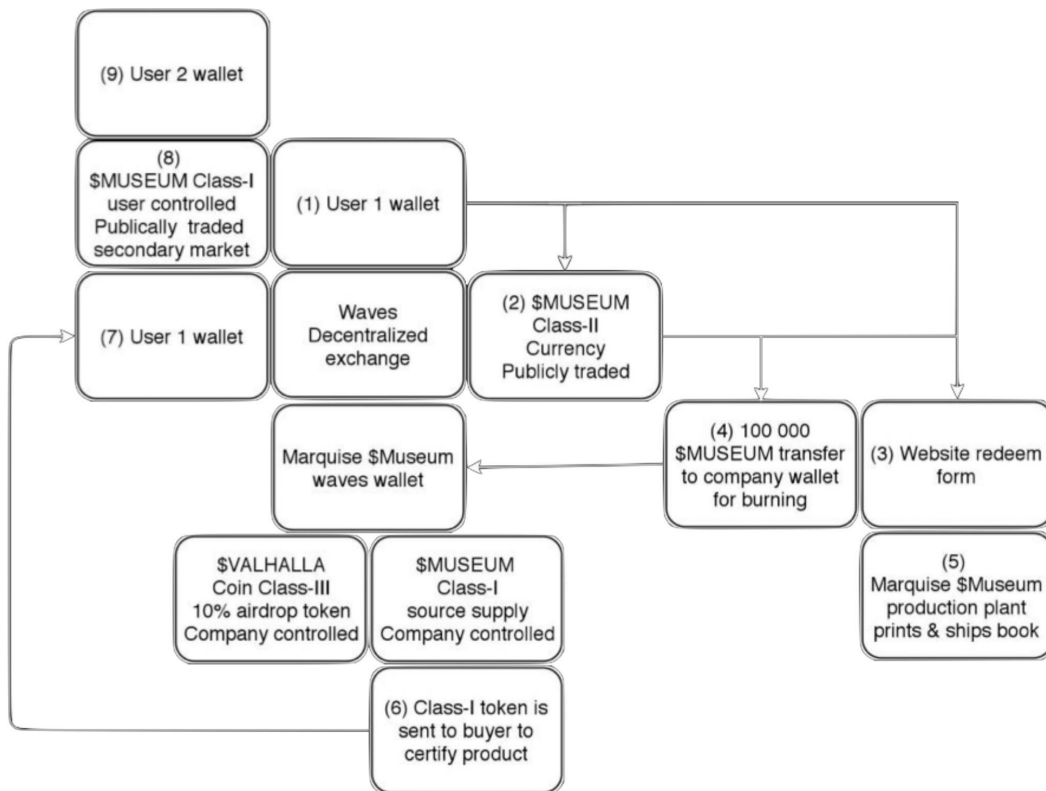 (9) User 2 wallet
(8)
$MUSEUM Class-I
user controlled
Publically traded
secondary market
(1) User 1 wallet
(7) User 1 wallet
Waves
Decentralized
exchange
(2) $MUSEUM
Class-II
Currency
Publicly traded
Marquise $Museum
waves wallet
(4) 100 000
$MUSEUM transfer
to company wallet
for burning
(3) Website redeem
form
$VALHALLA
Coin Class-III
10% airdrop token
Company controlled
$MUSEUM
Class-I
source supply
Company controlled
(5)
Marquise $Museum
production plant
prints & ships book
(6) Class-I token is
sent to buyer to
certify product